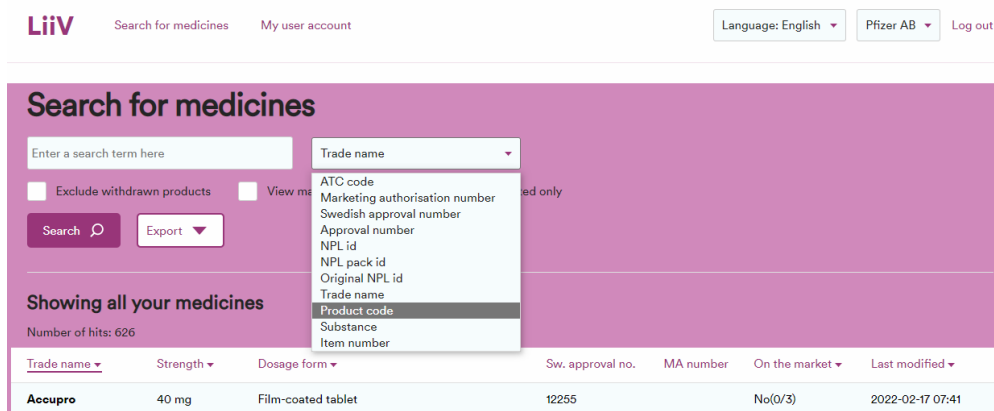 LiiV Search for medicines My user account Language: English Pfizer AB Log out
Search for medicines
Enter a search term here Trade name
ATC code
Exclude withdrawn products View ma ed only
Marketing authorisation number
Swedish approval number
Search Export
Approval number
NPL id
NPL pack id
Original NPL id
Trade name
Product code
Substance
Item number
Showing all your medicines
Number of hits: 626
Trade name Strength Dosage form Sw. approval no. MA number On the market Last modified
Accupro 40 mg Film-coated tablet 12255 No(0/3) 2022-02-17 07:41